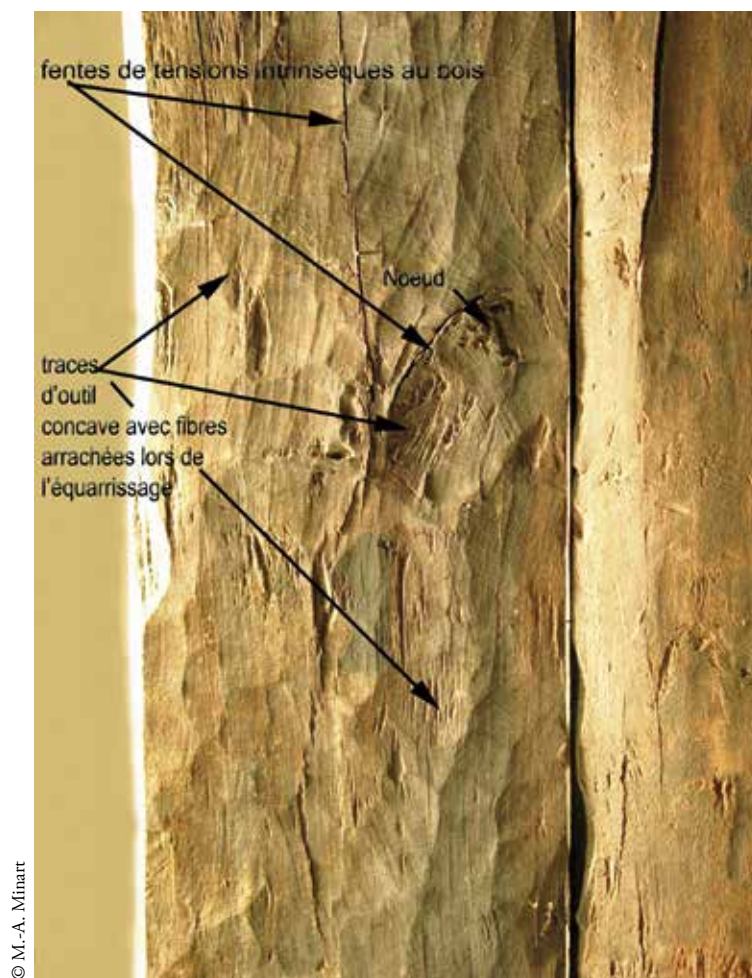 fentes de tensions intrinsèques au bois
Noeud
traces
d'outil
concave avec fibres
arrachées lors de
l'équarrissage
© M.-A. Minart